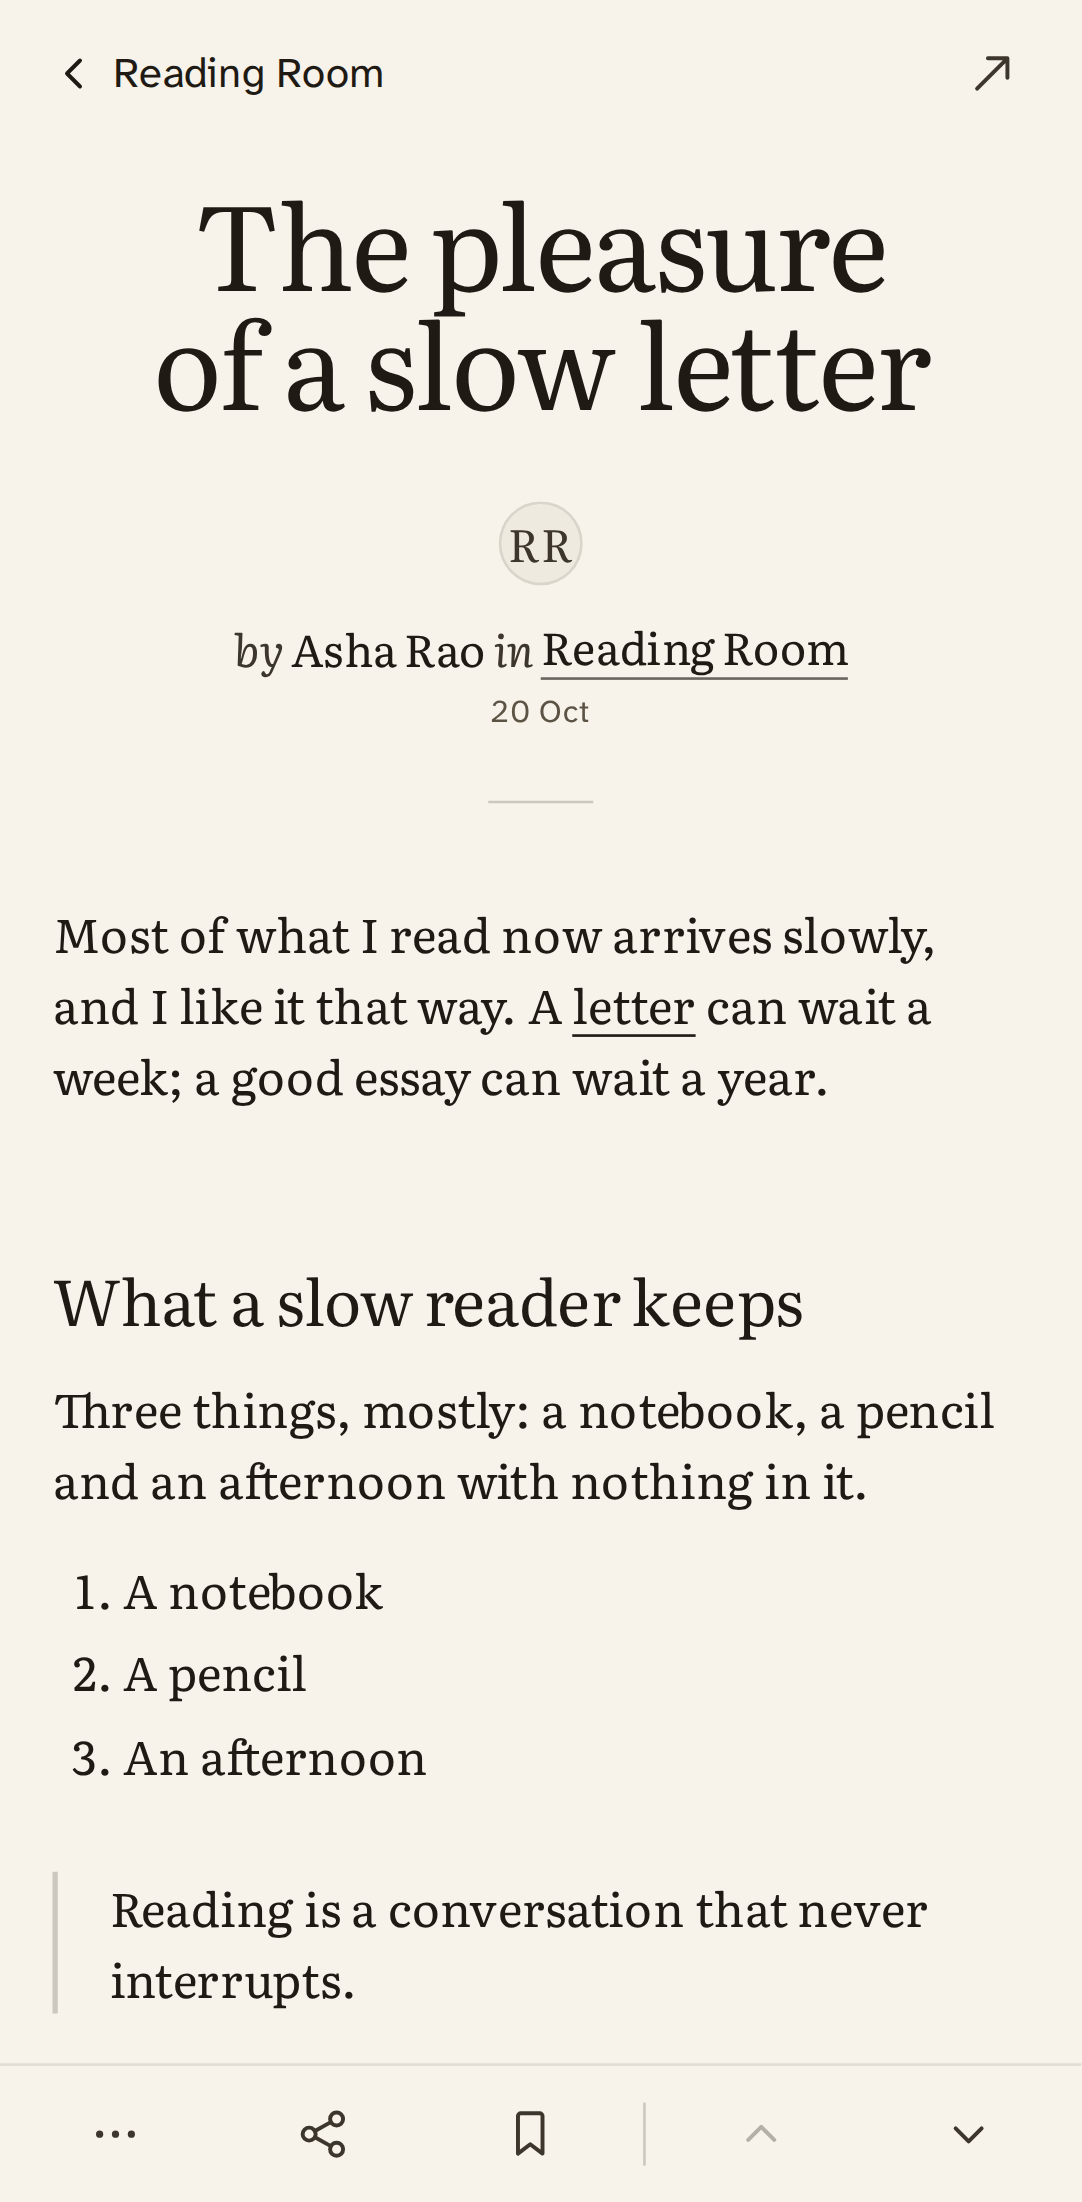 Reading Room
The pleasure
of a slow letter
RR
by Asha Rao in Reading Room
20 Oct
Most of what I read now arrives slowly,
and I like it that way. A letter can wait a
week; a good essay can wait a year.
What a slow reader keeps
Three things, mostly: a notebook, a pencil
and an afternoon with nothing in it.
1. A notebook
2. A pencil
3. An afternoon
Reading is a conversation that never
interrupts.